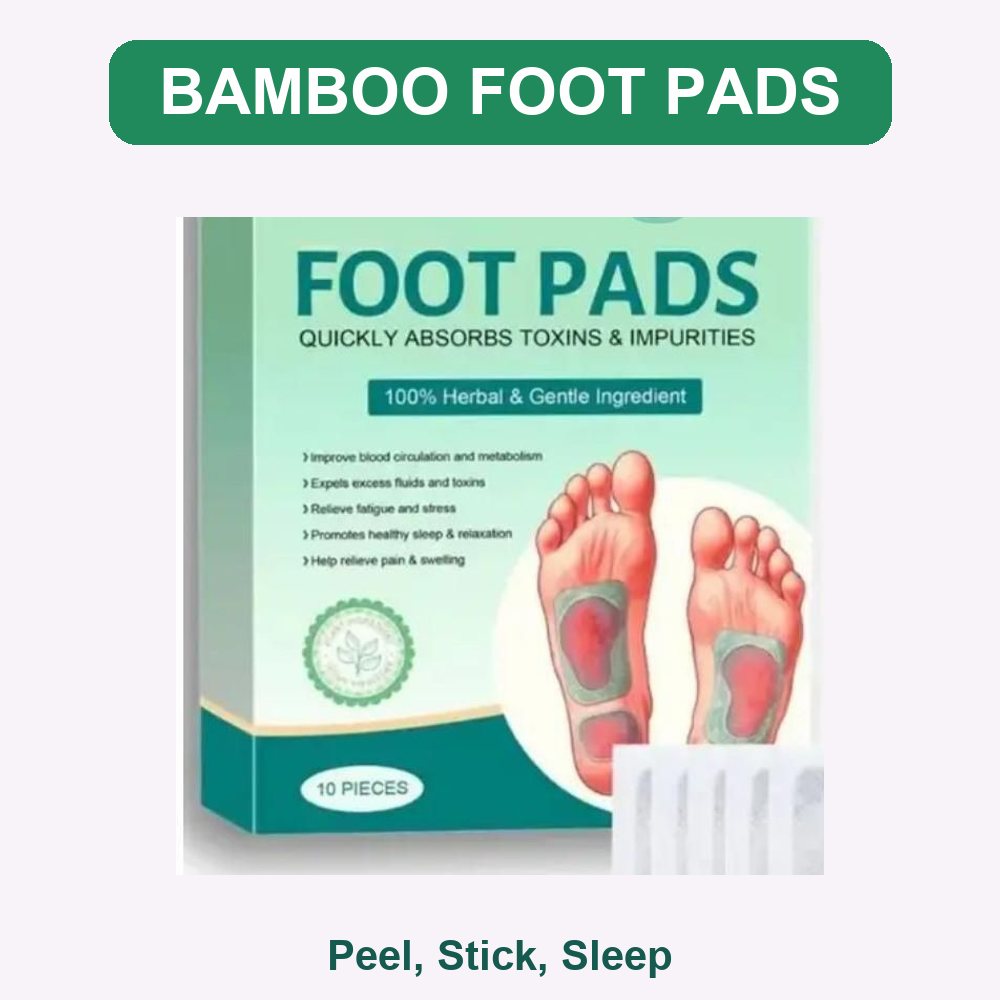 BAMBOO FOOT PADS
FOOT PADS
QUICKLY ABSORBS TOXINS & IMPURITIES
100% Herbal & Gentle Ingredient
Improve blood circulation and metabolism
Expels excess fluids and toxins
Relieve fatigue and stress
Promotes healthy sleep & relaxation
Help relieve pain & swelling
10 PIECES
Peel, Stick, Sleep